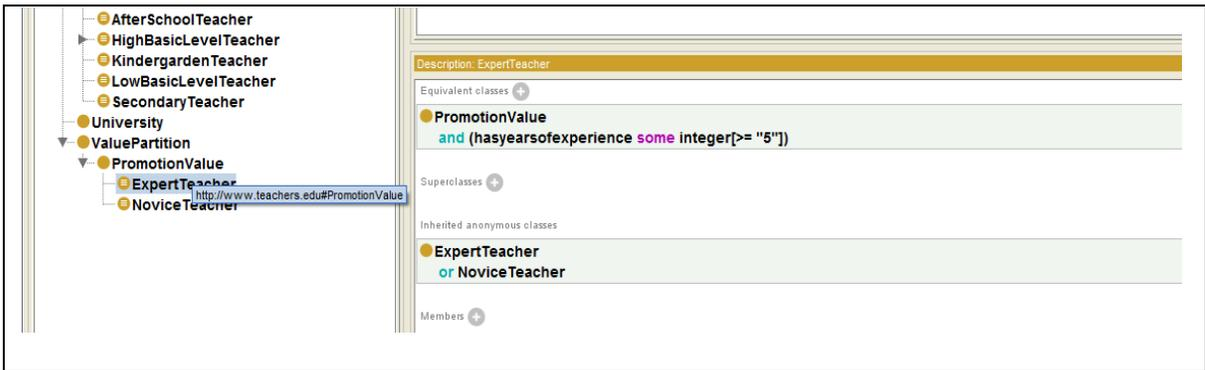 AfterSchoolTeacher
HighBasicLevelTeacher
KindergardenTeacher
LowBasicLevelTeacher
SecondaryTeacher
University
ValuePartition
PromotionValue
ExpertTeacher
http://www.teachers.edu#PromotionValue
NoviceTeacher
Description: ExpertTeacher
Equivalent classes
PromotionValue
and (hasyearsofexperience some integer[>= "5"])
Superclasses
Inherited anonymous classes
ExpertTeacher
or NoviceTeacher
Members